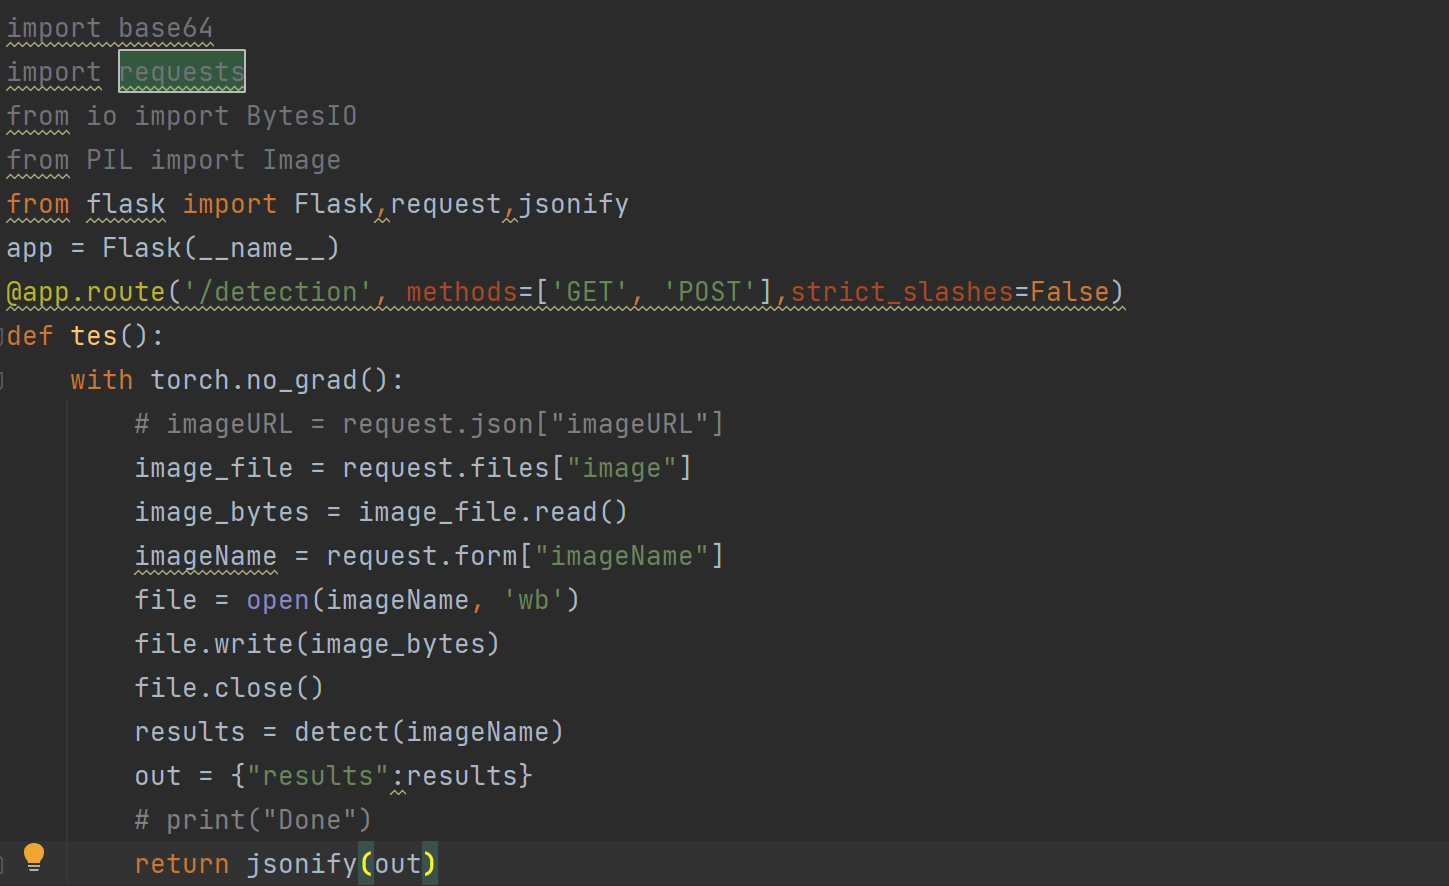 import base64
import requests
from io import BytesIO
from PIL import Image
from flask import Flask,request,jsonify
app = Flask(__name__)
@app.route('/detection', methods=['GET', 'POST'],strict_slashes=False)
def tes():
    with torch.no_grad():
        # imageURL = request.json["imageURL"]
        image_file = request.files["image"]
        image_bytes = image_file.read()
        imageName = request.form["imageName"]
        file = open(imageName, 'wb')
        file.write(image_bytes)
        file.close()
        results = detect(imageName)
        out = {"results":results}
        # print("Done")
        return jsonify(out)